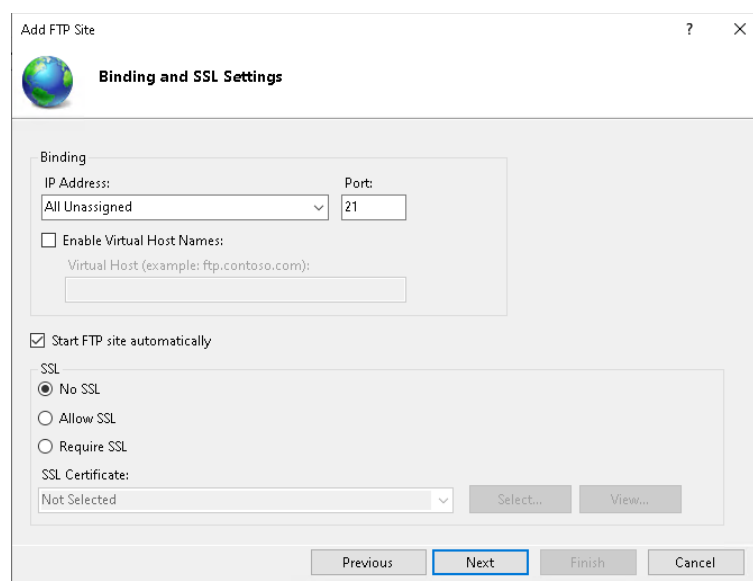 Add FTP Site
?
Binding and SSL Settings
Binding
IP Address: Port:
All Unassigned 21
Enable Virtual Host Names:
Virtual Host (example: ftp.contoso.com):
Start FTP site automatically
SSL
No SSL
Allow SSL
Require SSL
SSL Certificate:
Not Selected Select... View...
Previous Next Finish Cancel